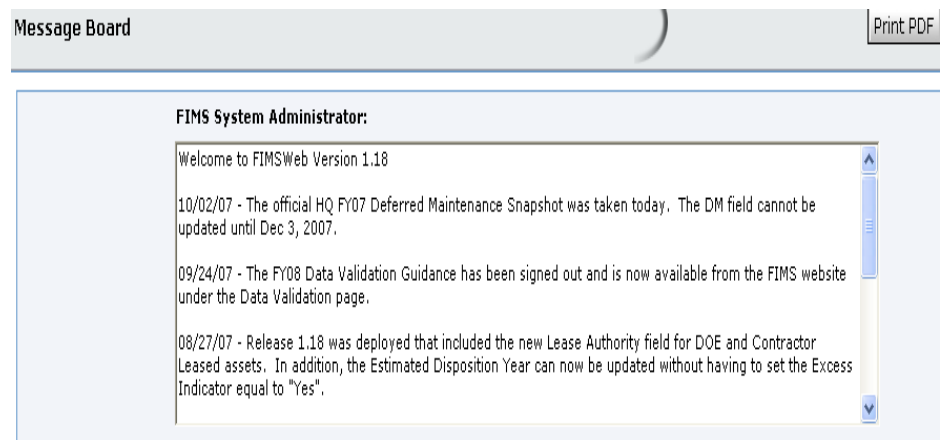 Message Board
Print PDF
FIMS System Administrator:
Welcome to FIMSWeb Version 1.18
10/02/07 - The official HQ FY07 Deferred Maintenance Snapshot was taken today.  The DM field cannot be
updated until Dec 3, 2007.
09/24/07 - The FY08 Data Validation Guidance has been signed out and is now available from the FIMS website
under the Data Validation page.
08/27/07 - Release 1.18 was deployed that included the new Lease Authority field for DOE and Contractor
Leased assets.  In addition, the Estimated Disposition Year can now be updated without having to set the Excess
Indicator equal to "Yes".